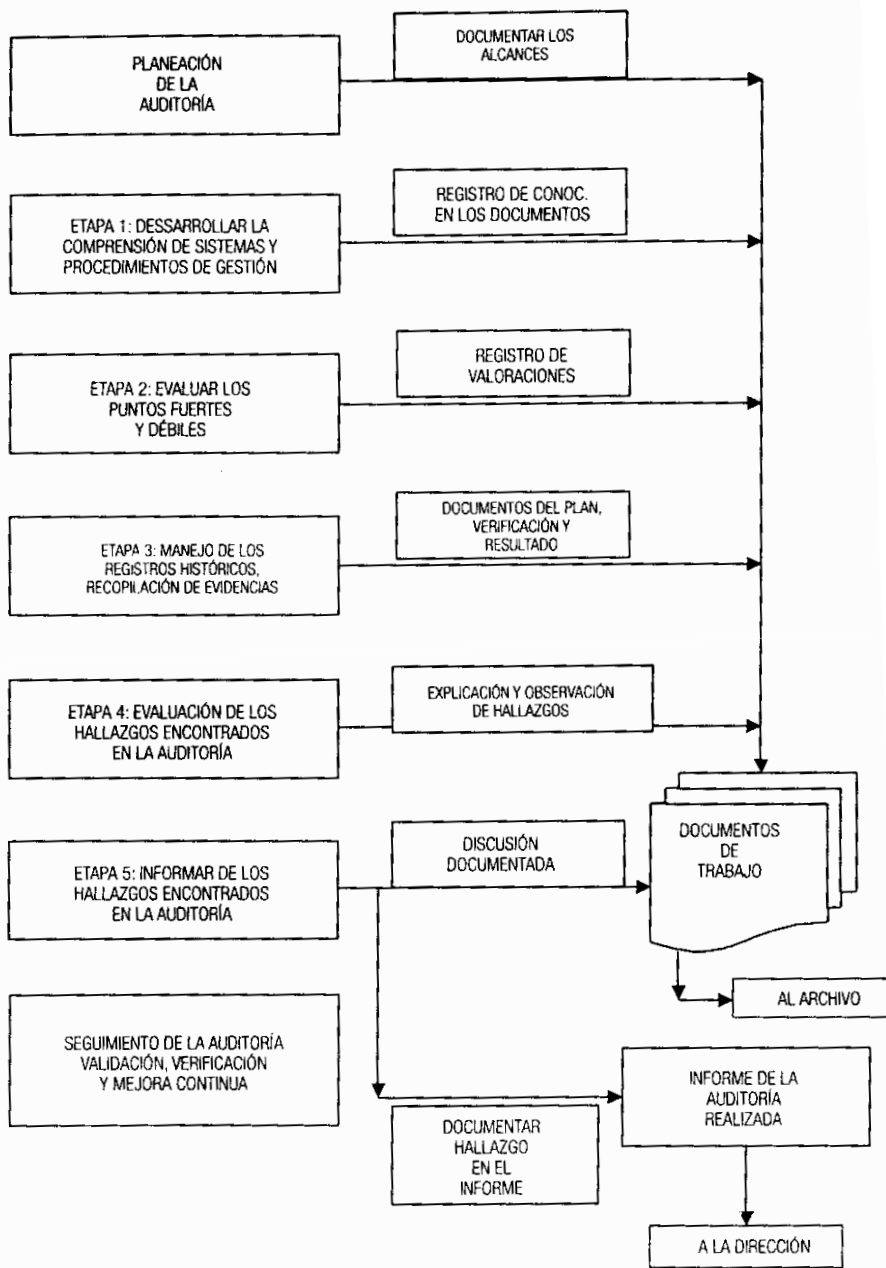 PLANEACIÓN
DE LA
AUDITORÍA
DOCUMENTAR LOS
ALCANCES
ETAPA 1: DESSARROLLAR LA
COMPRENSIÓN DE SISTEMAS Y
PROCEDIMIENTOS DE GESTIÓN
REGISTRO DE CONOC.
EN LOS DOCUMENTOS
ETAPA 2: EVALUAR LOS
PUNTOS FUERTES
Y DÉBILES
REGISTRO DE
VALORACIONES
ETAPA 3: MANEJO DE LOS
REGISTROS HISTÓRICOS,
RECOPILACIÓN DE EVIDENCIAS
DOCUMENTOS DEL PLAN,
VERIFICACIÓN Y
RESULTADO
ETAPA 4: EVALUACIÓN DE LOS
HALLAZGOS ENCONTRADOS
EN LA AUDITORÍA
EXPLICACIÓN Y OBSERVACIÓN
DE HALLAZGOS
ETAPA 5: INFORMAR DE LOS
HALLAZGOS ENCONTRADOS
EN LA AUDITORÍA
DISCUSIÓN
DOCUMENTADA
DOCUMENTOS
DE
TRABAJO
AL ARCHIVO
SEGUIMIENTO DE LA AUDITORÍA
VALIDACIÓN, VERIFICACIÓN
Y MEJORA CONTINUA
DOCUMENTAR
HALLAZGO
EN EL
INFORME
INFORME DE LA
AUDITORÍA
REALIZADA
A LA DIRECCIÓN